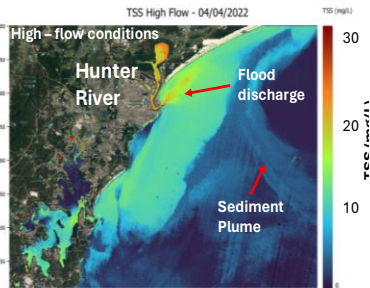 TSS High Flow - 04/04/2022
TSS (mg/L)
High – flow conditions
Hunter
River
Flood
discharge
Sediment
Plume
30
20
10
TSS (mg/L)